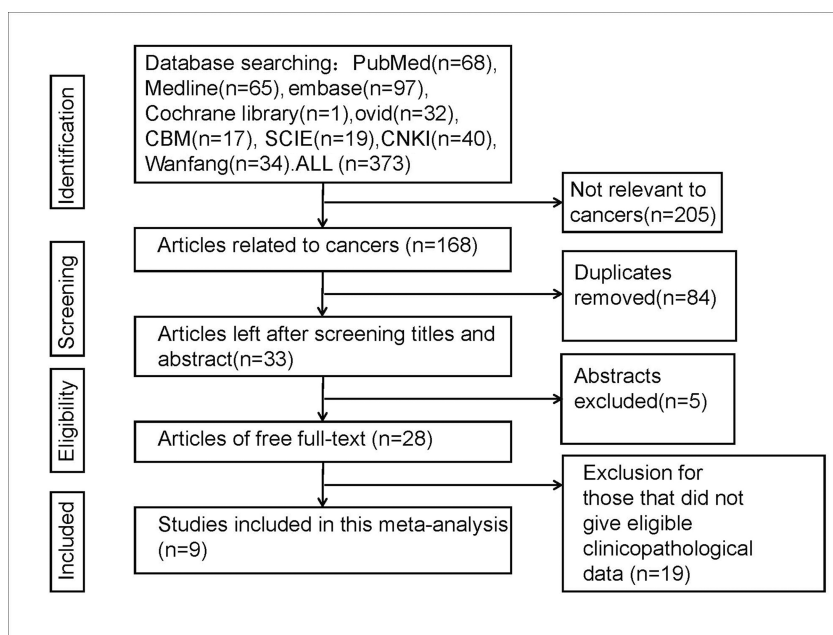 Identification
Database searching：PubMed(n=68),
Medline(n=65), embase(n=97),
Cochrane library(n=1),ovid(n=32),
CBM(n=17), SCIE(n=19),CNKI(n=40),
Wanfang(n=34).ALL (n=373)
Not relevant to
cancers(n=205)
Screening
Articles related to cancers (n=168)
Duplicates
removed(n=84)
Articles left after screening titles and
abstract(n=33)
Eligibility
Abstracts
excluded(n=5)
Articles of free full-text (n=28)
Included
Exclusion for
those that did not
give eligible
clinicopathological
data (n=19)
Studies included in this meta-analysis
(n=9)